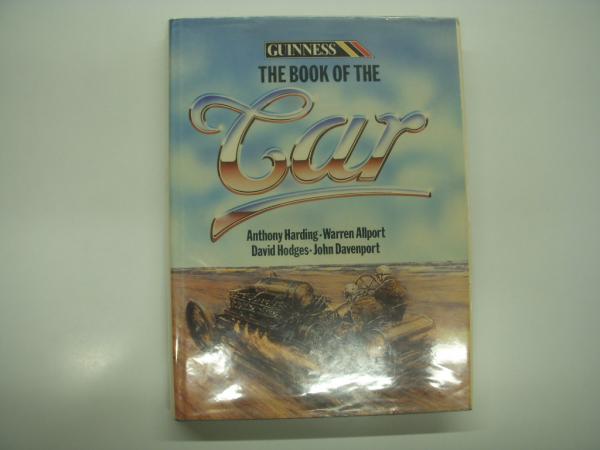 GUINNESS
THE BOOK OF THE
Car
Anthony Harding·Warren Allport
David Hodges·John Davenport